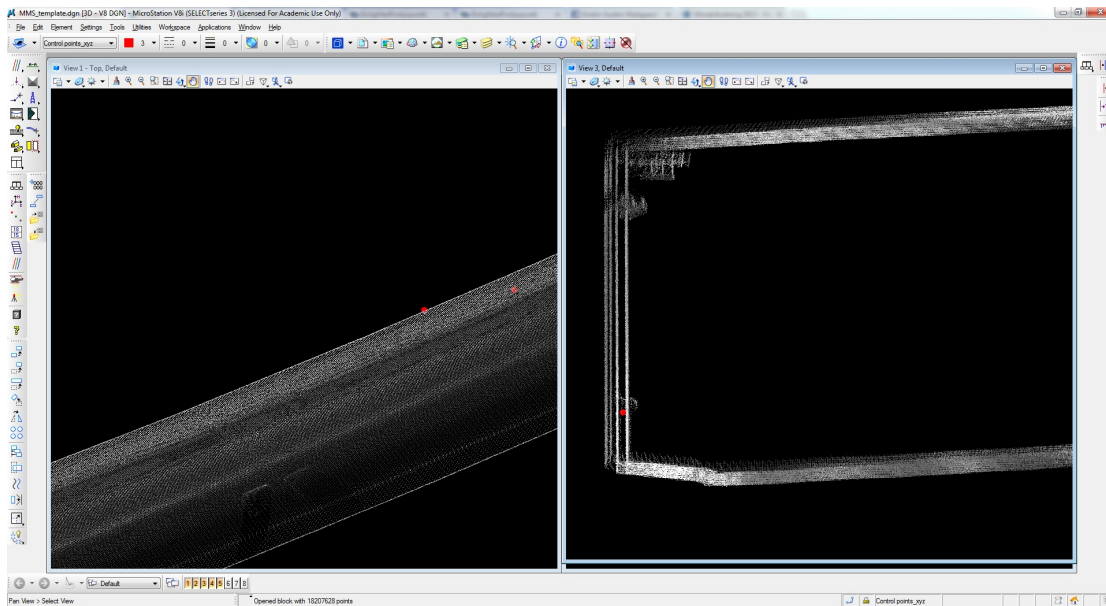 MMS_template.dgn [3D - V8 DGN] - MicroStation V8i (SELECTseries 3) (Licensed For Academic Use Only)
File Edit Element Settings Tools Utilities Workspace Applications Window Help
Control points_xyz 3 0 0 0 0
View 1 - Top, Default
View 3, Default
Default 1 2 3 4 5 6 7 8
Pan View > Select View
Opened block with 18207628 points
Control points_xyz